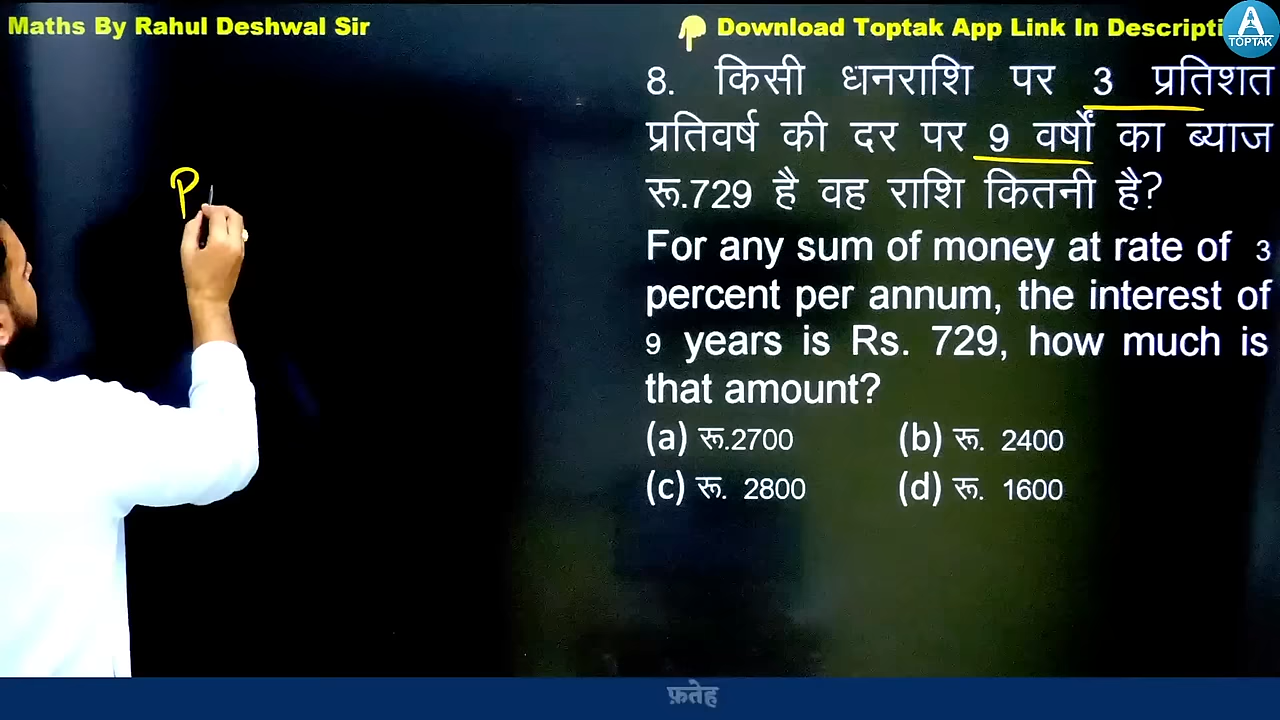 Maths By Rahul Deshwal Sir
Download Toptak App Link In Descripti
TOPTAK
8. किसी धनराशि पर 3 प्रतिशत
प्रतिवर्ष की दर पर 9 वर्षों का ब्याज
रू.729 है वह राशि कितनी है?
For any sum of money at rate of 3
percent per annum, the interest of
9 years is Rs. 729, how much is
that amount?
(a) रू.2700 (b) रू. 2400
(c) रू. 2800 (d) रू. 1600
P
फ़तेह